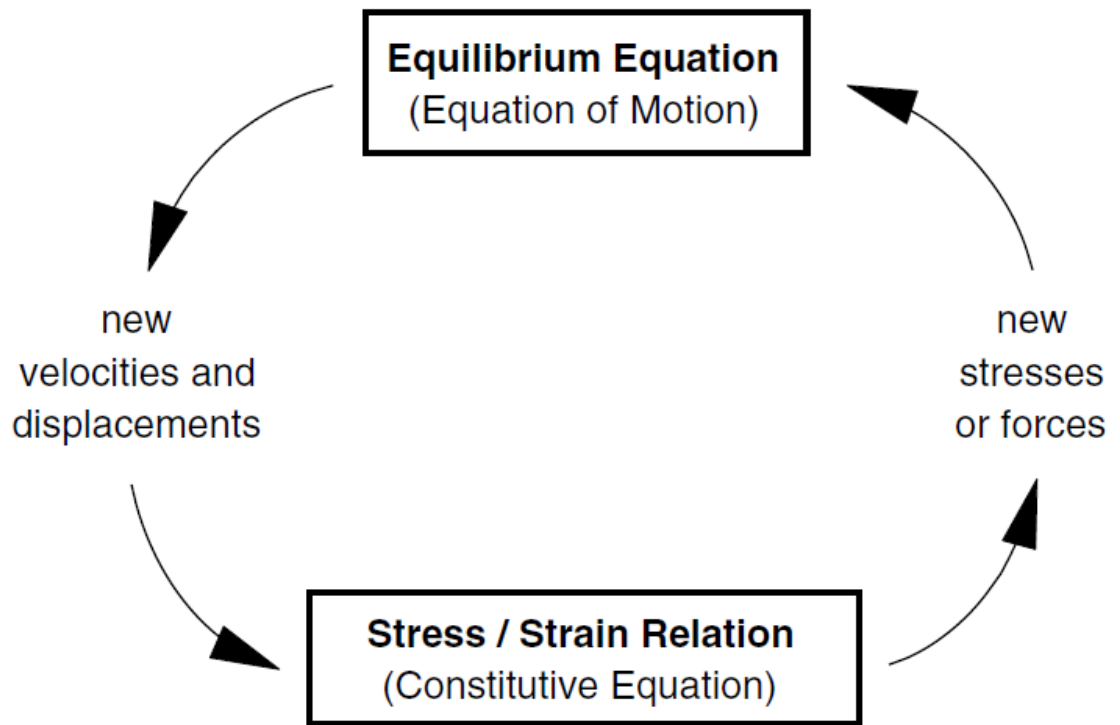 Equilibrium Equation
(Equation of Motion)
new
velocities and
displacements
new
stresses
or forces
Stress / Strain Relation
(Constitutive Equation)